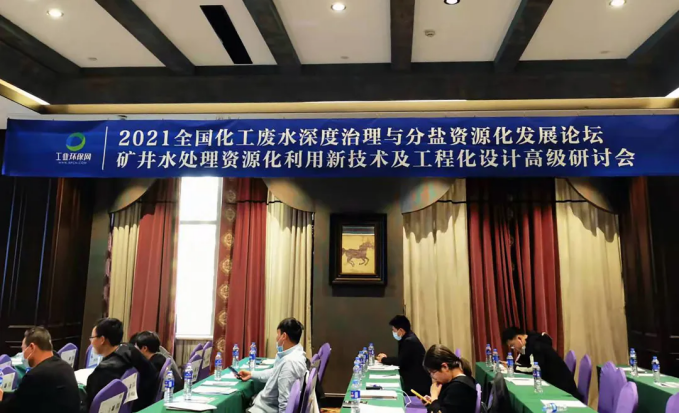 2021全国化工废水深度治理与分盐资源化发展论坛
矿井水处理资源化利用新技术及工程化设计高级研讨会
工业环保网